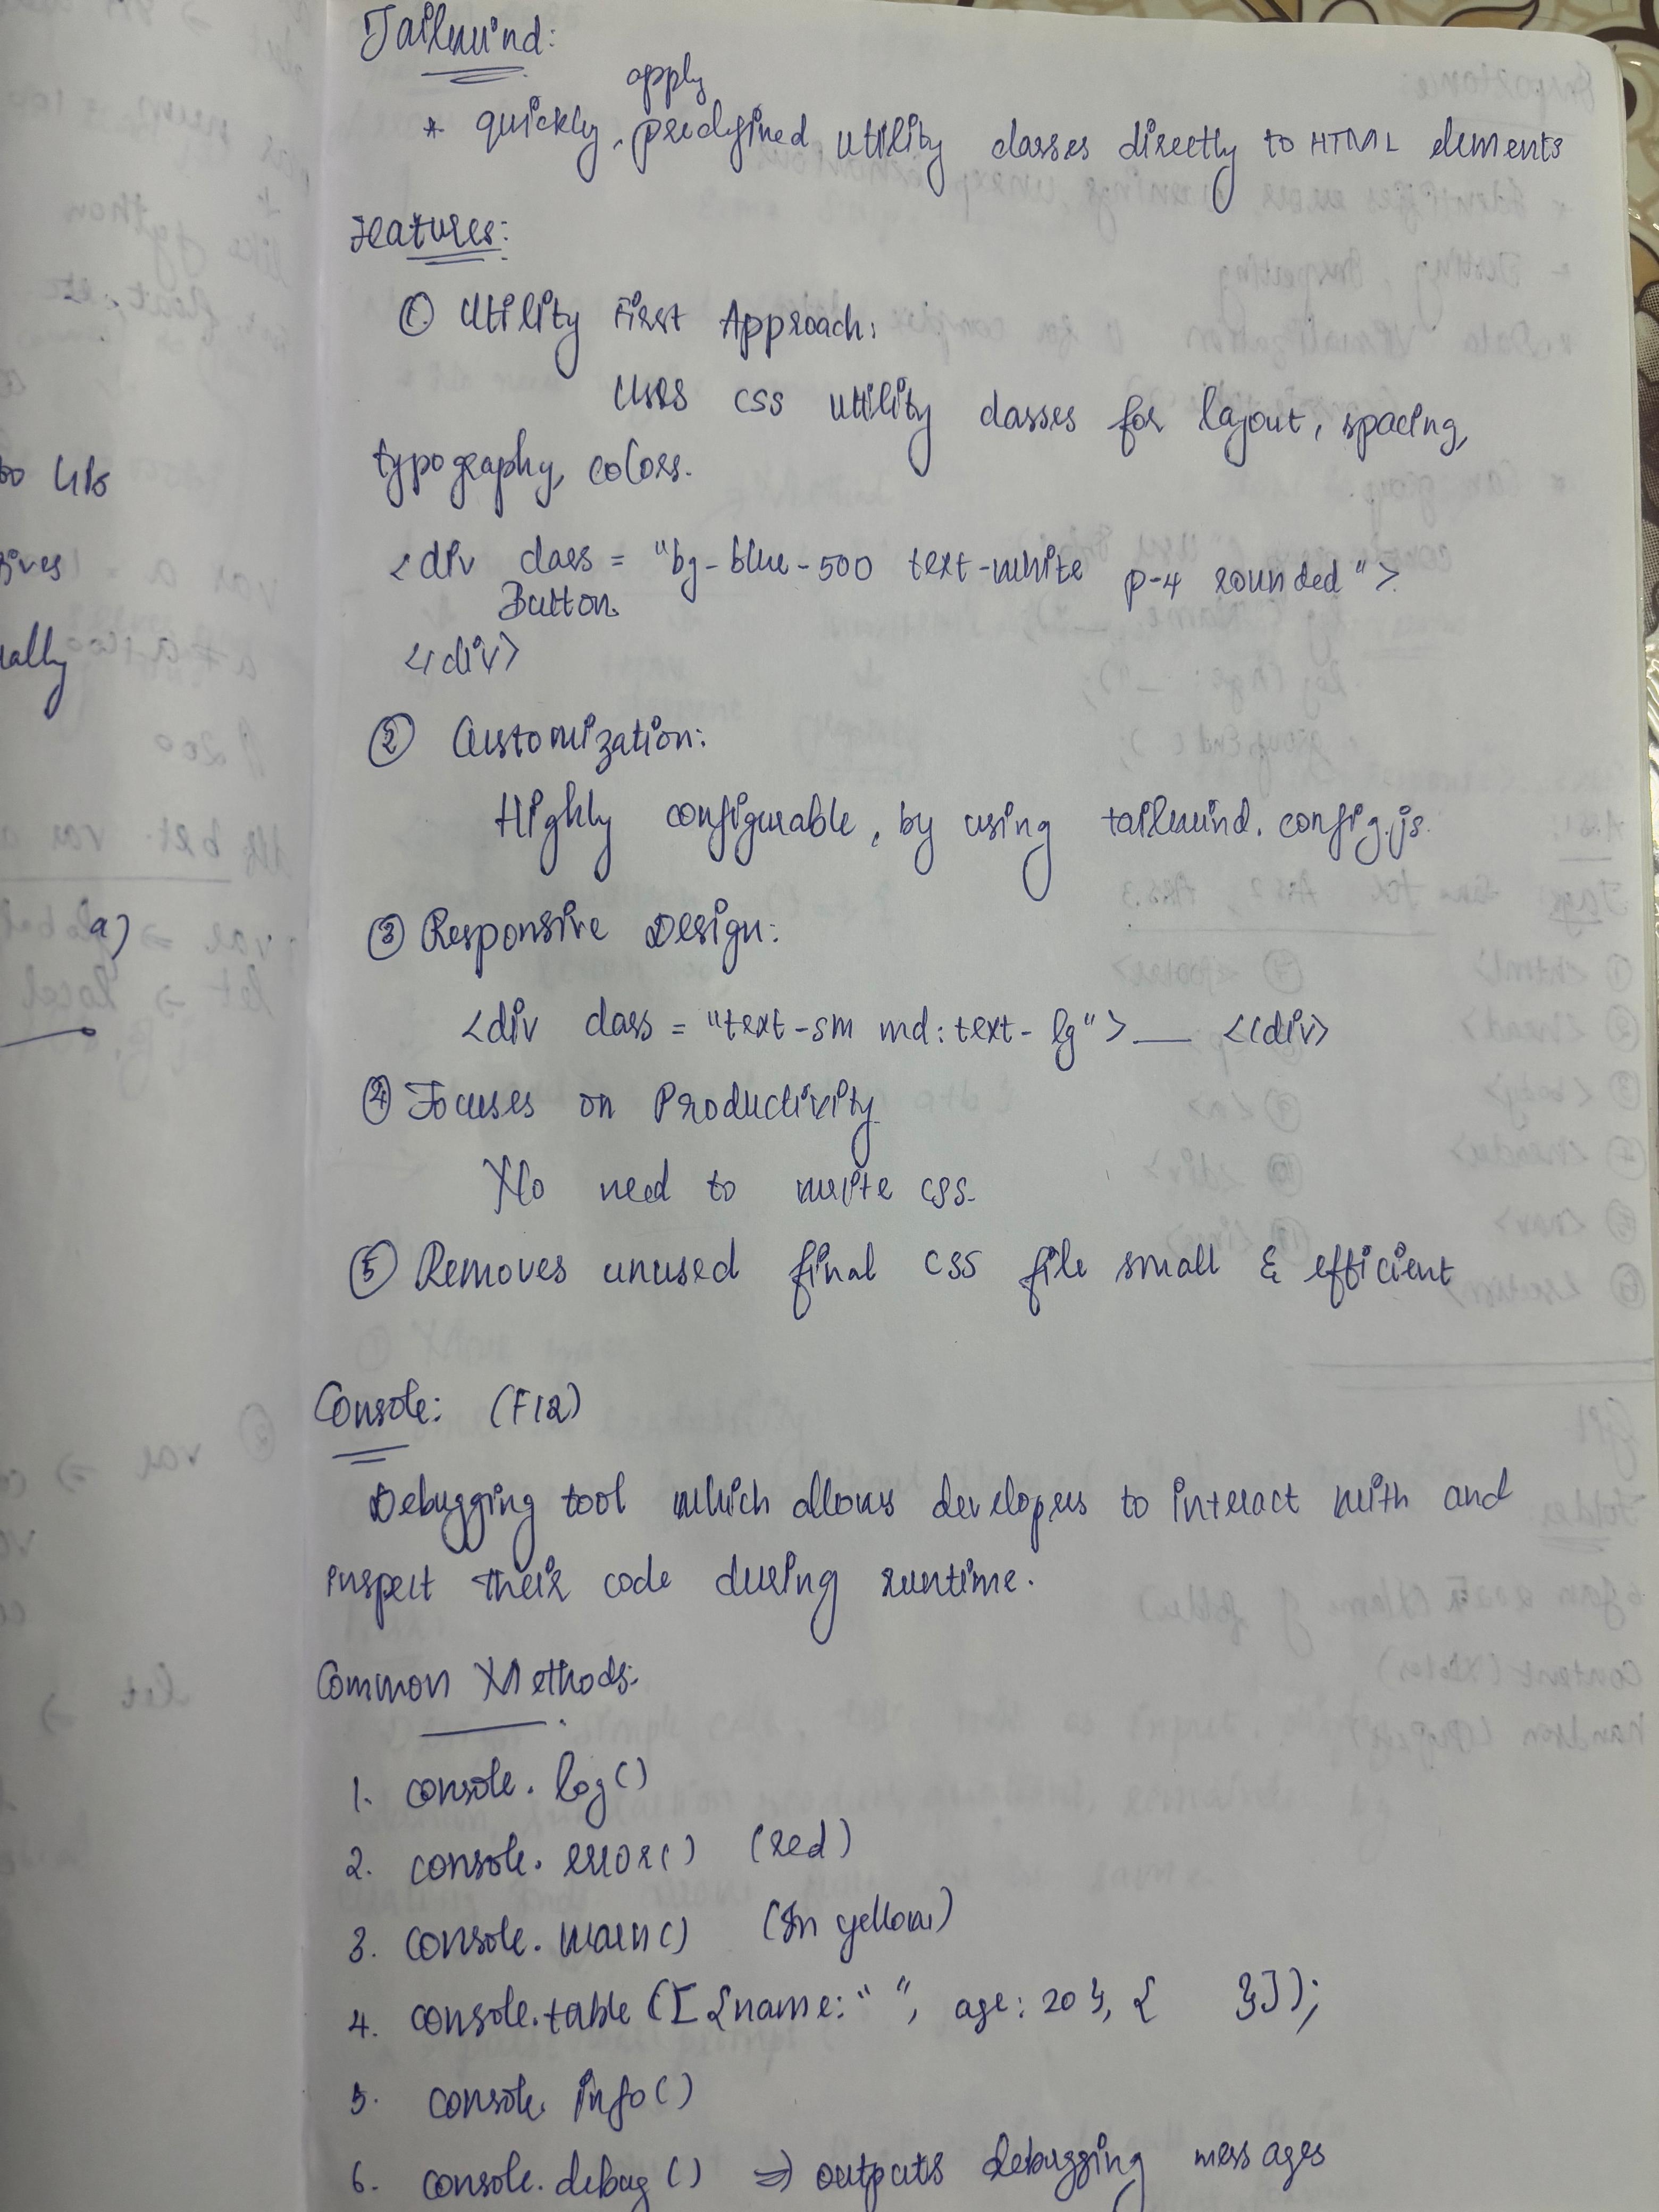 Tailwind:
* quickly, apply predefined utility classes directly to HTML elements
Features:
① Utility First Approach:
Uses CSS utility classes for layout, spacing,
typography, colors.
<div class = "bg-blue-500 text-white p-4 rounded">
Button
</div>
② Customization:
Highly configurable, by using tailwind.config.js.
③ Responsive Design:
<div class = "text-sm md:text-lg">__ </div>
④ Focuses on Productivity
No need to write css.
⑤ Removes unused final CSS file small & efficient
Console: (F12)
Debugging tool which allows developers to interact with and
inspect their code during runtime.
Common Methods:
1. console.log()
2. console.error() (red)
3. console.warn() (In yellow)
4. console.table([{name:" ", age:20}, { }]);
5. console.info()
6. console.debug() => outputs debugging messages
ally
a)